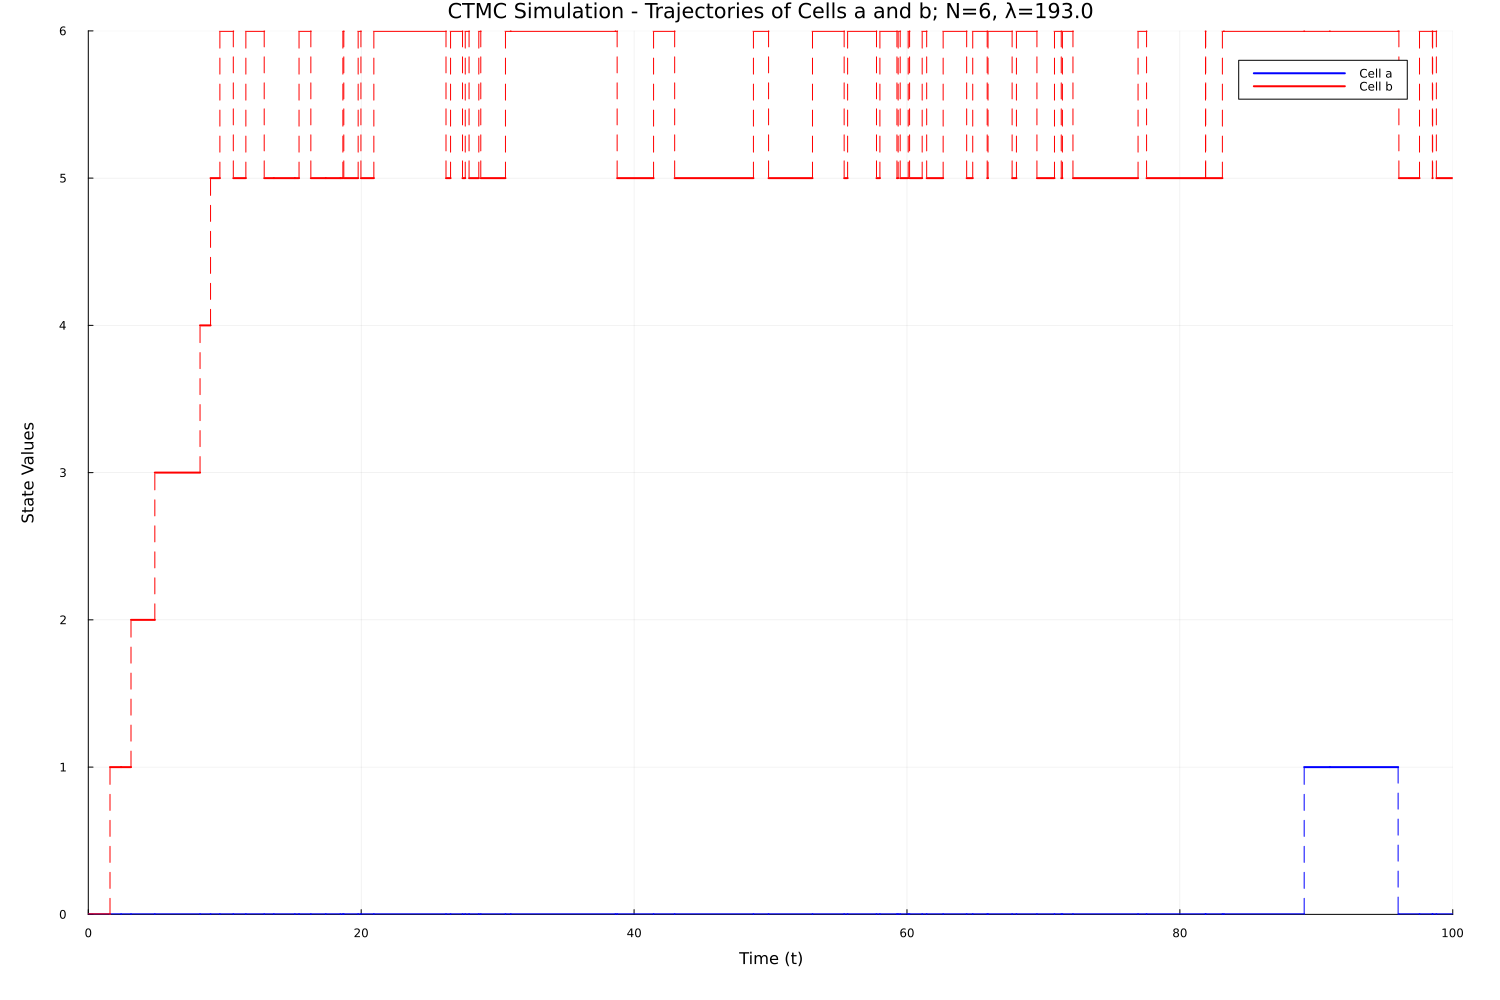 CTMC Simulation - Trajectories of Cells a and b; N=6, λ=193.0
6
Cell a
Cell b
5
4
State Values
3
2
1
0
0 20 40 60 80 100
Time (t)